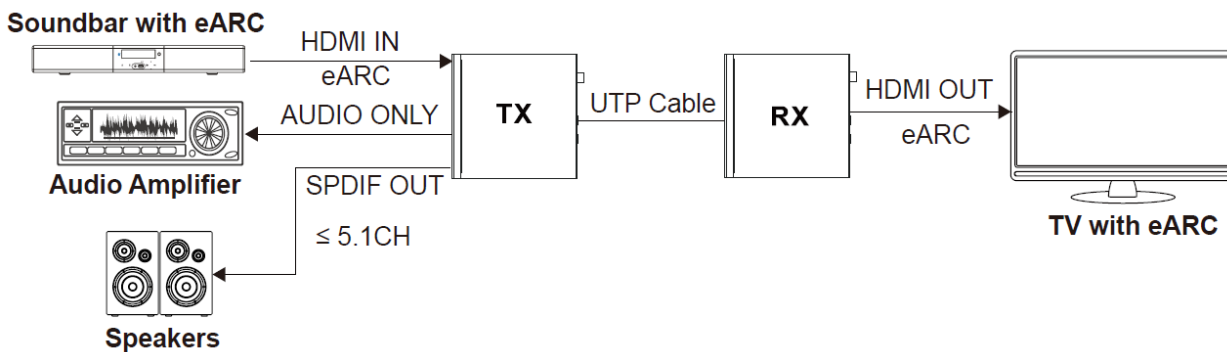 Soundbar with eARC
HDMI IN
eARC
AUDIO ONLY
Audio Amplifier
SPDIF OUT
≤ 5.1CH
Speakers
TX
UTP Cable
RX
HDMI OUT
eARC
TV with eARC